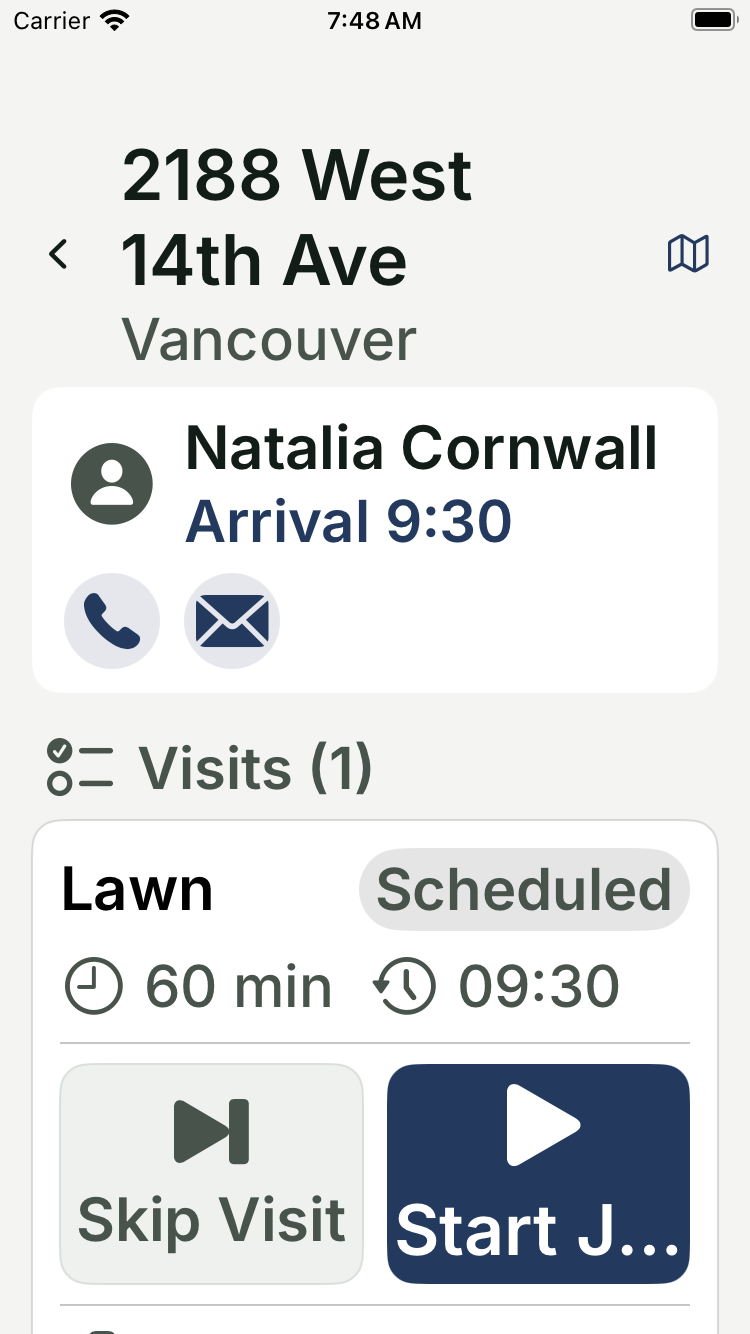 Carrier 7:48 AM
2188 West
14th Ave
Vancouver
Natalia Cornwall
Arrival 9:30
Visits (1)
Lawn Scheduled
60 min 09:30
Skip Visit Start J...